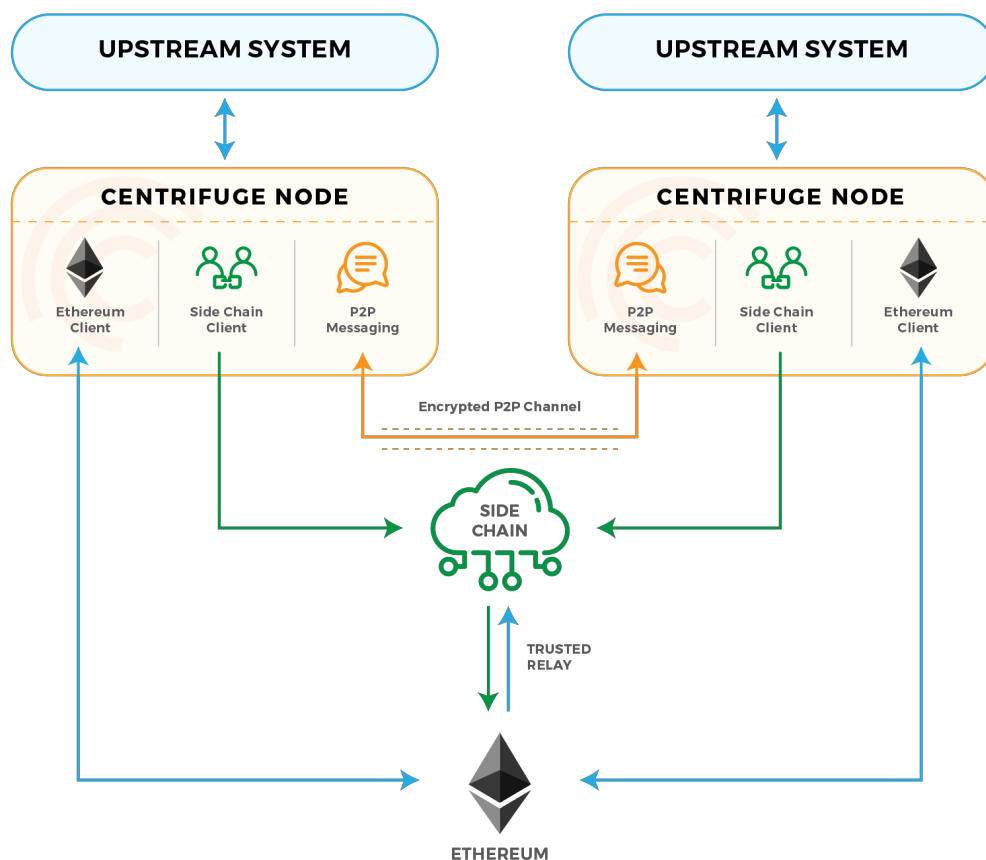 UPSTREAM SYSTEM
UPSTREAM SYSTEM
CENTRIFUGE NODE
Ethereum
Client
Side Chain
Client
P2P
Messaging
CENTRIFUGE NODE
P2P
Messaging
Side Chain
Client
Ethereum
Client
Encrypted P2P Channel
SIDE
CHAIN
TRUSTED
RELAY
ETHEREUM